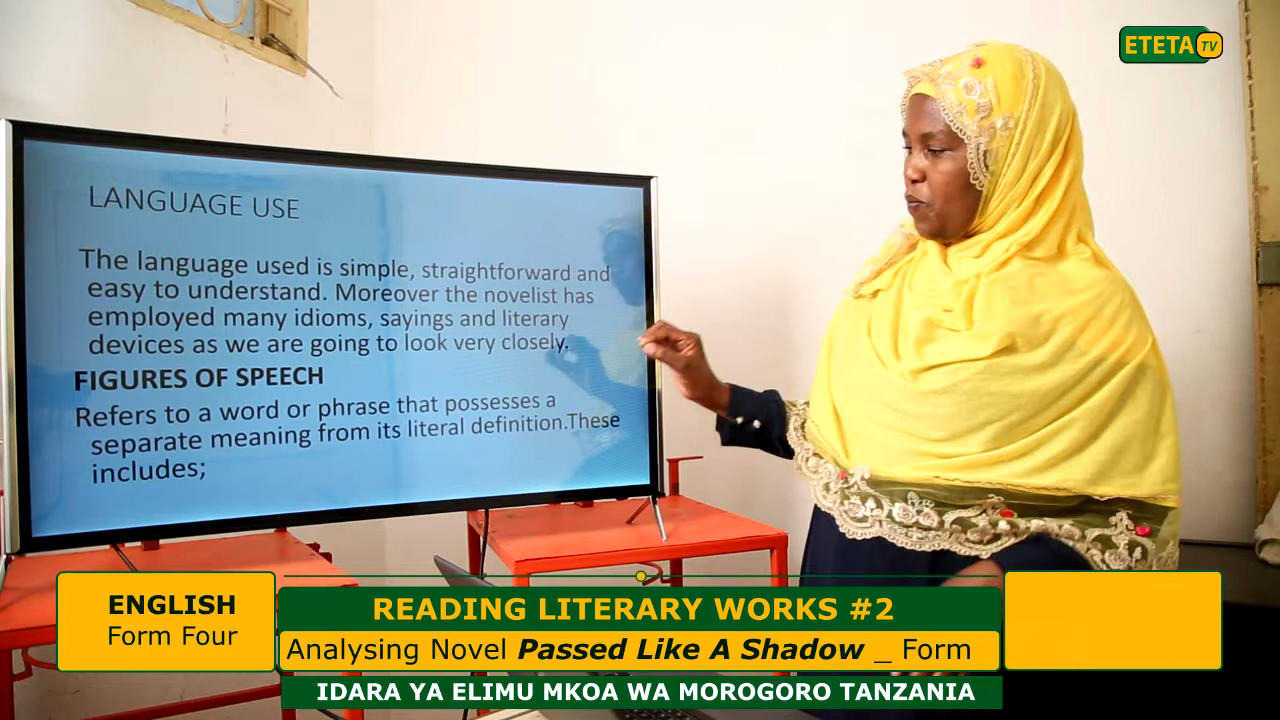 ETETA TV
LANGUAGE USE
The language used is simple, straightforward and
easy to understand. Moreover the novelist has
employed many idioms, sayings and literary
devices as we are going to look very closely.
FIGURES OF SPEECH
Refers to a word or phrase that possesses a
separate meaning from its literal definition.These
includes;
ENGLISH
Form Four
READING LITERARY WORKS #2
Analysing Novel Passed Like A Shadow _ Form
IDARA YA ELIMU MKOA WA MOROGORO TANZANIA